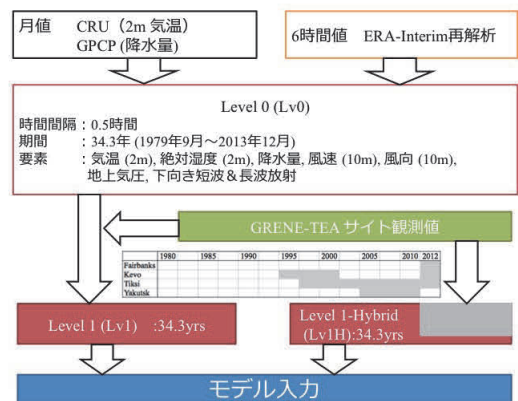 月値 CRU (2m 気温)
GPCP (降水量)
6時間値 ERA-Interim再解析
Level 0 (Lv0)
時間間隔：0.5時間
期間 : 34.3年 (1979年9月～2013年12月)
要素 : 気温 (2m), 絶対湿度 (2m), 降水量, 風速 (10m), 風向 (10m),
地上気圧, 下向き短波＆長波放射
GRENE-TEA サイト観測値
1980 1985 1990 1995 2000 2005 2010 2012
Fairbanks
Kevo
Tiksi
Yakutsk
Level 1 (Lv1) :34.3yrs
Level 1-Hybrid
(Lv1H):34.3yrs
モデル入力